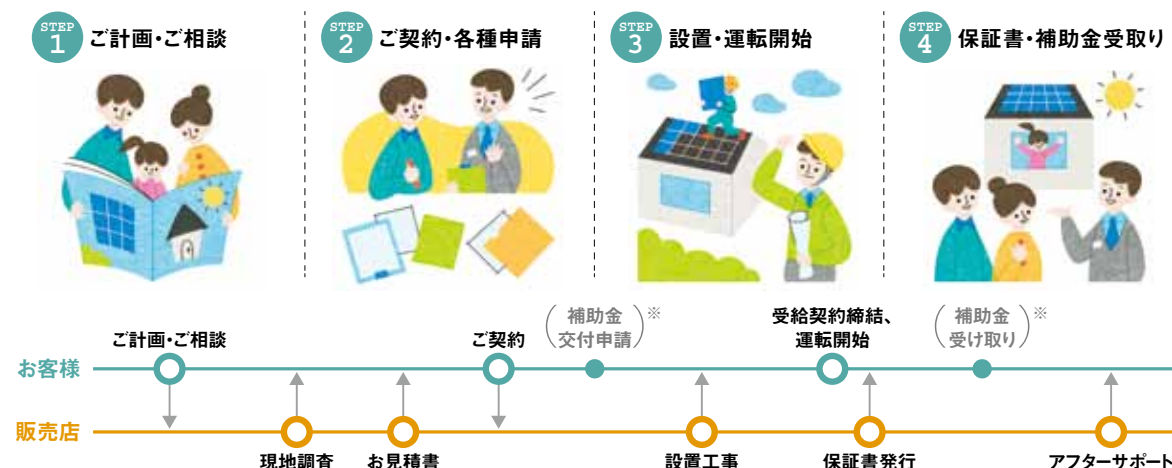 STEP
1
ご計画・ご相談
STEP
2
ご契約・各種申請
STEP
3
設置・運転開始
STEP
4
保証書・補助金受取り
お客様
ご計画・ご相談
ご契約
(補助金
交付申請)※
受給契約締結、
運転開始
(補助金
受け取り)※
販売店
現地調査
お見積書
設置工事
保証書発行
アフターサポート